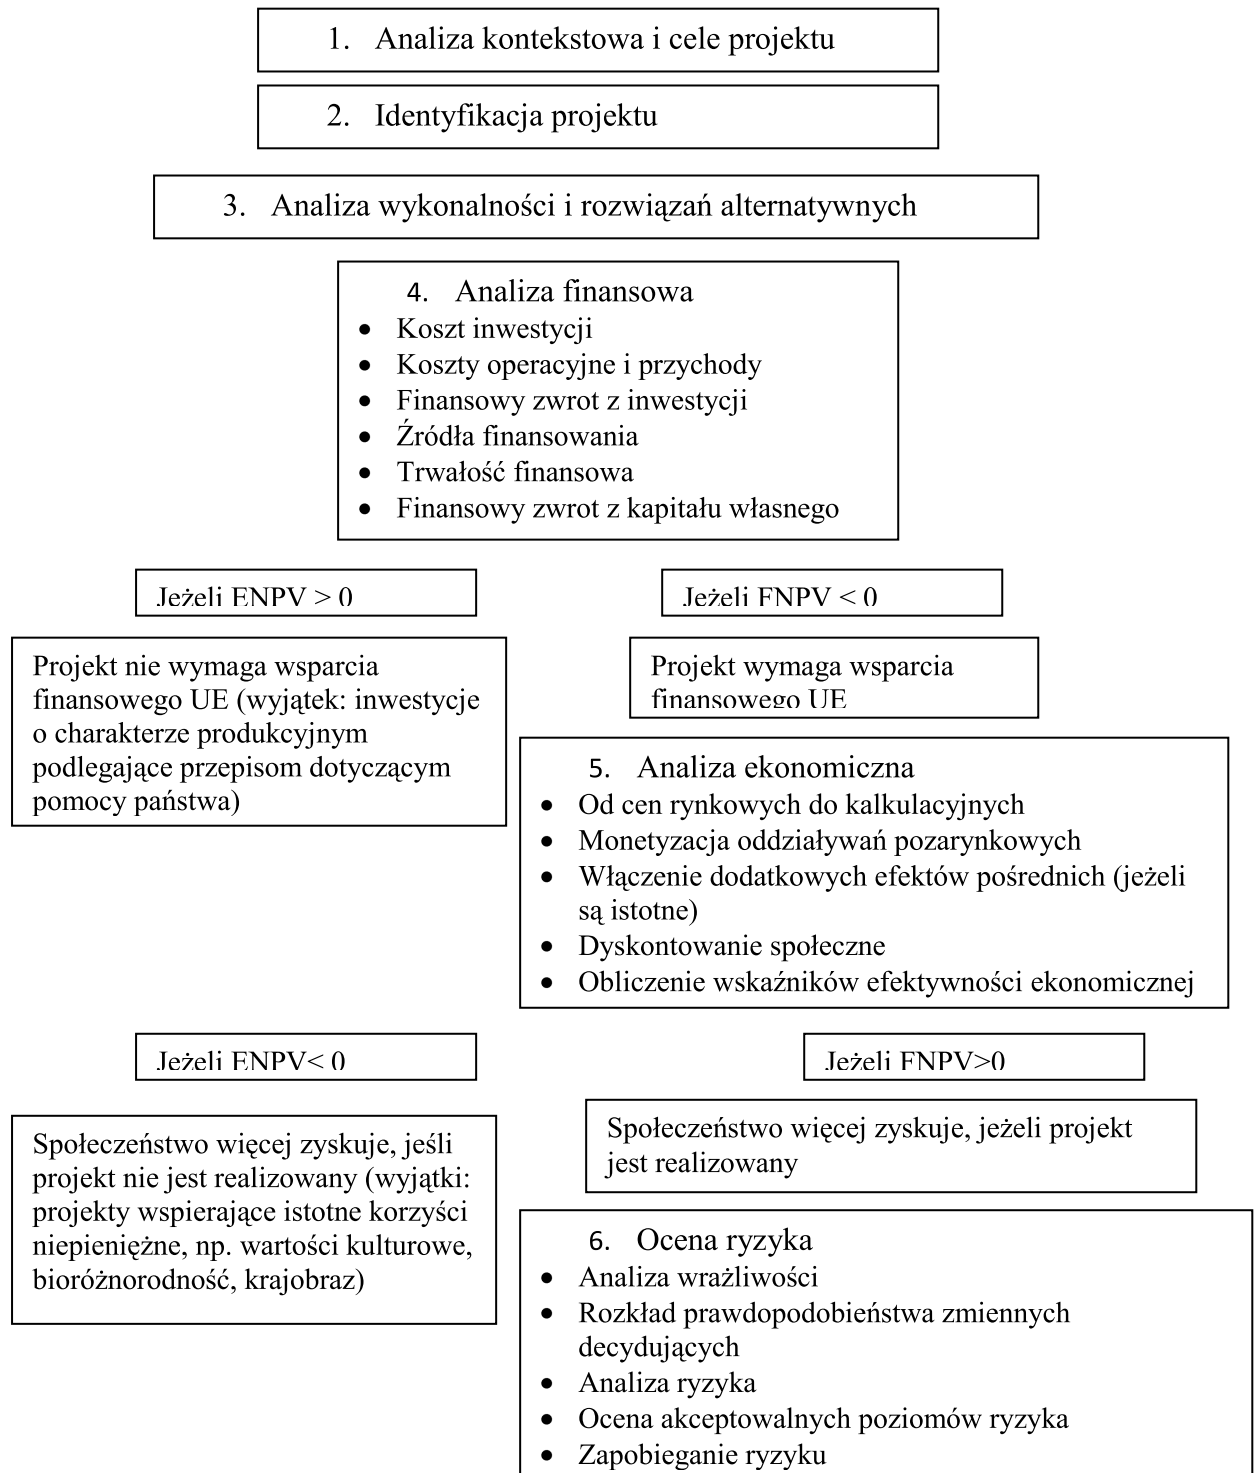 1. Analiza kontekstowa i cele projektu
2. Identyfikacja projektu
3. Analiza wykonalności i rozwiązań alternatywnych
4. Analiza finansowa
• Koszt inwestycji
• Koszty operacyjne i przychody
• Finansowy zwrot z inwestycji
• Źródła finansowania
• Trwałość finansowa
• Finansowy zwrot z kapitału własnego
Jeżeli ENPV > 0
Jeżeli FNPV < 0
Projekt nie wymaga wsparcia
finansowego UE (wyjątek: inwestycje
o charakterze produkcyjnym
podlegające przepisom dotyczącym
pomocy państwa)
Projekt wymaga wsparcia
finansowego UE
5. Analiza ekonomiczna
• Od cen rynkowych do kalkulacyjnych
• Monetyzacja oddziaływań pozarynkowych
• Włączenie dodatkowych efektów pośrednich (jeżeli
są istotne)
• Dyskontowanie społeczne
• Obliczenie wskaźników efektywności ekonomicznej
Jeżeli ENPV< 0
Jeżeli FNPV>0
Społeczeństwo więcej zyskuje, jeśli
projekt nie jest realizowany (wyjątki:
projekty wspierające istotne korzyści
niepieniężne, np. wartości kulturowe,
bioróżnorodność, krajobraz)
Społeczeństwo więcej zyskuje, jeżeli projekt
jest realizowany
6. Ocena ryzyka
• Analiza wrażliwości
• Rozkład prawdopodobieństwa zmiennych
decydujących
• Analiza ryzyka
• Ocena akceptowalnych poziomów ryzyka
• Zapobieganie ryzyku